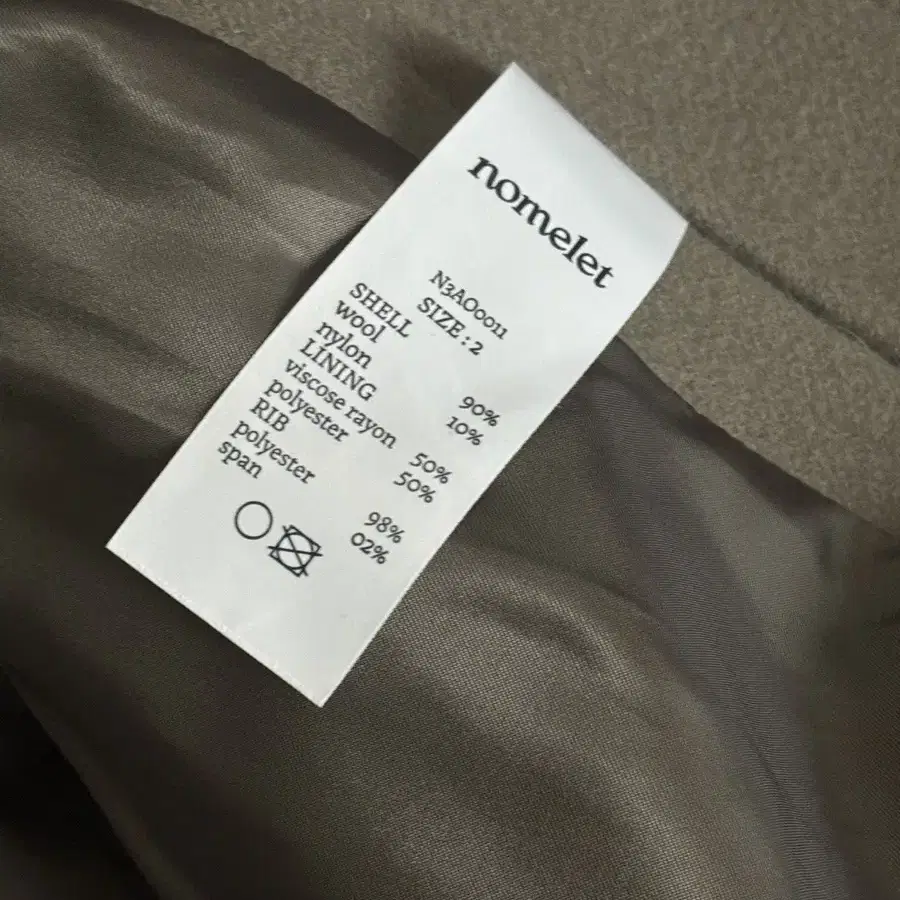 nomelet
N3AO0011
SIZE : 2
SHELL
wool 90%
nylon 10%
LINING
viscose rayon 50%
polyester 50%
RIB
polyester 98%
span 02%